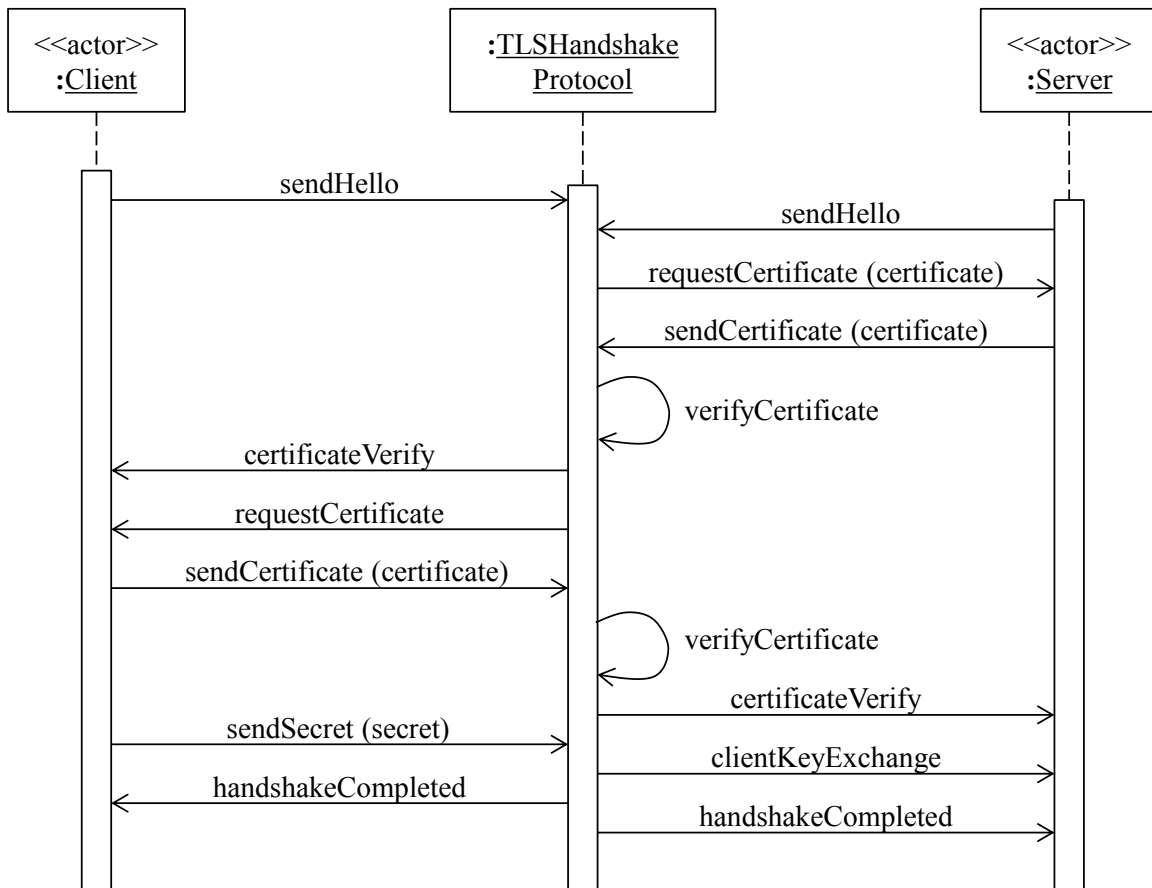 <<actor>>
:Client
:TLSHandshake
Protocol
<<actor>>
:Server
sendHello
sendHello
requestCertificate (certificate)
sendCertificate (certificate)
verifyCertificate
certificateVerify
requestCertificate
sendCertificate (certificate)
verifyCertificate
certificateVerify
sendSecret (secret)
clientKeyExchange
handshakeCompleted
handshakeCompleted